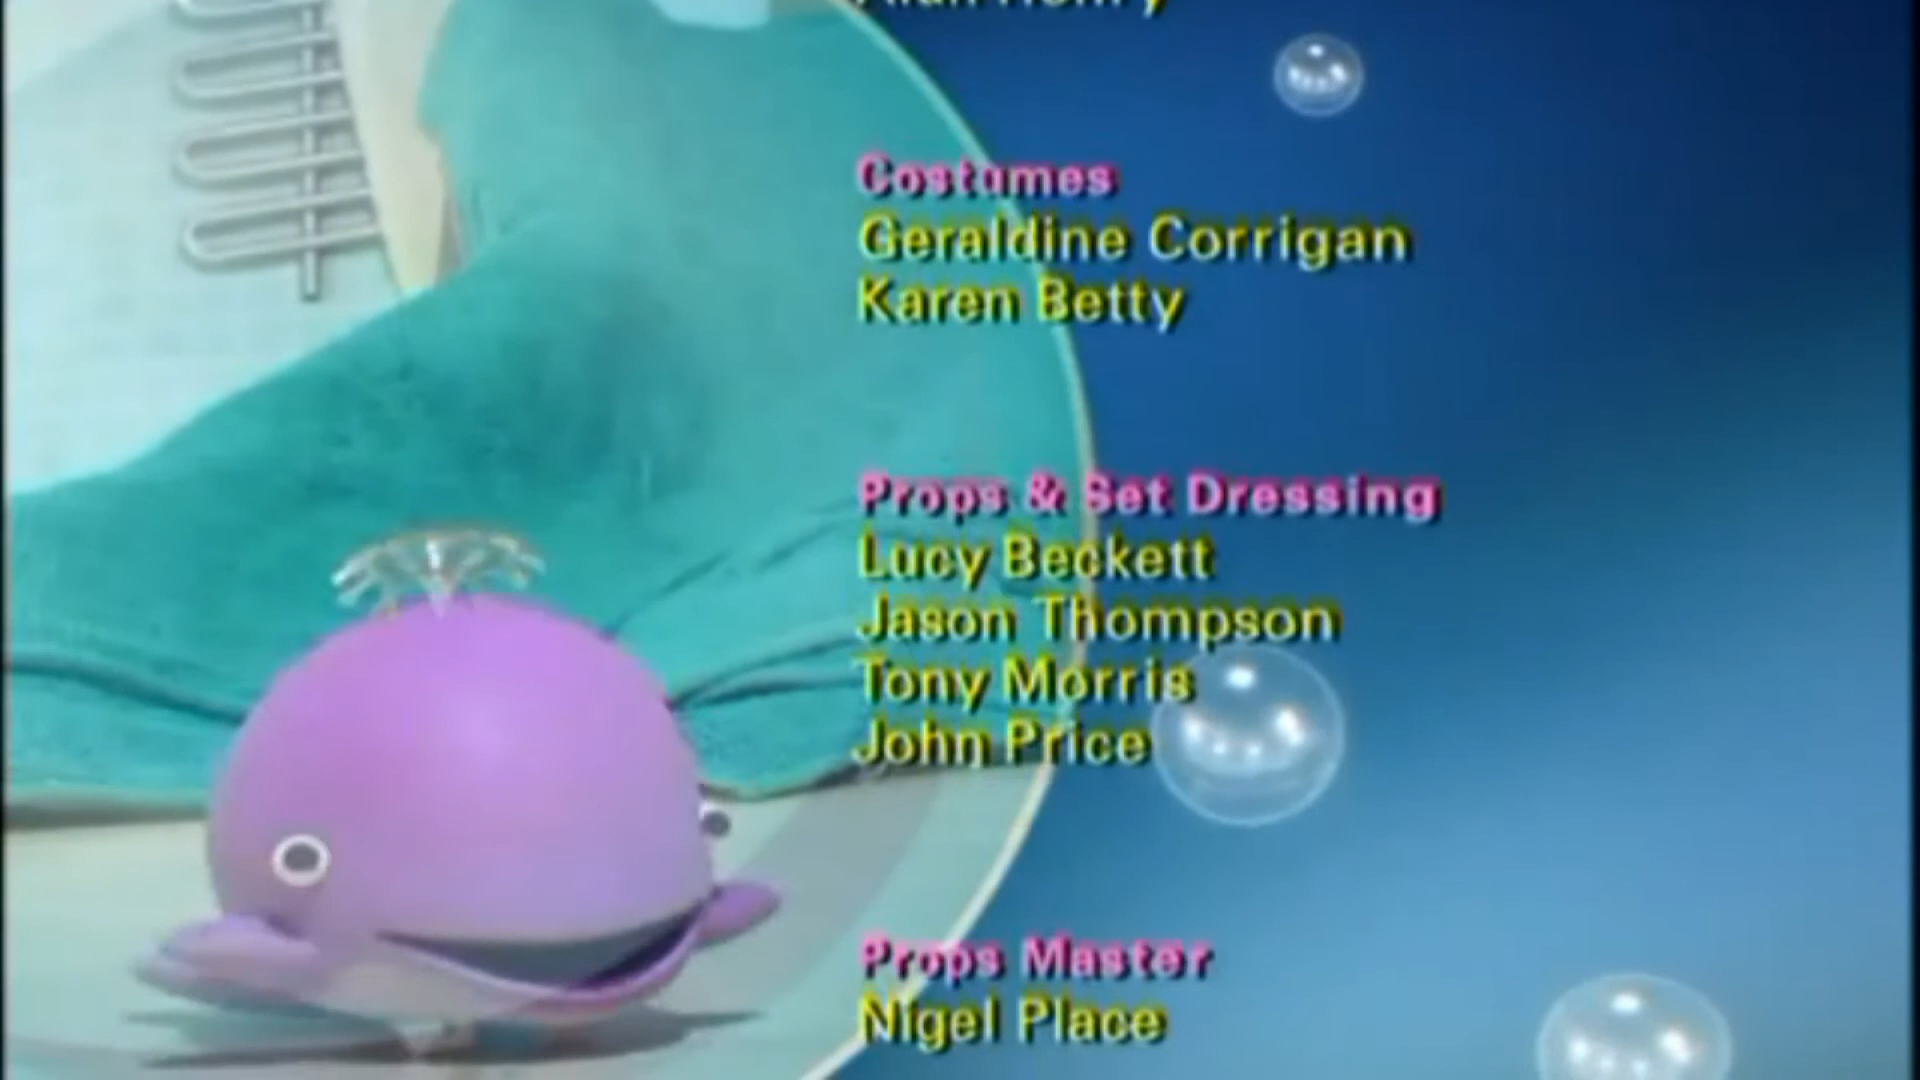 Costumes
Geraldine Corrigan
Karen Betty
Props & Set Dressing
Lucy Beckett
Jason Thompson
Tony Morris
John Price
Props Master
Nigel Place